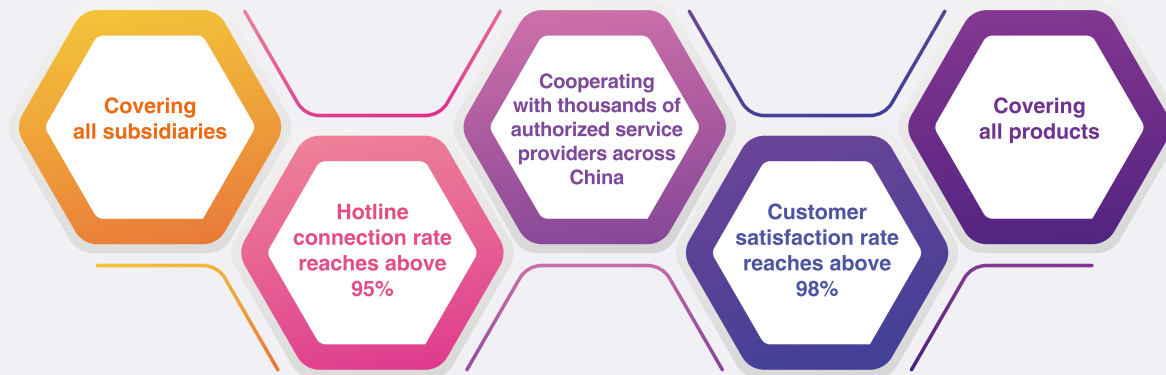 Covering
all subsidiaries
Hotline
connection rate
reaches above
95%
Cooperating
with thousands of
authorized service
providers across
China
Customer
satisfaction rate
reaches above
98%
Covering
all products